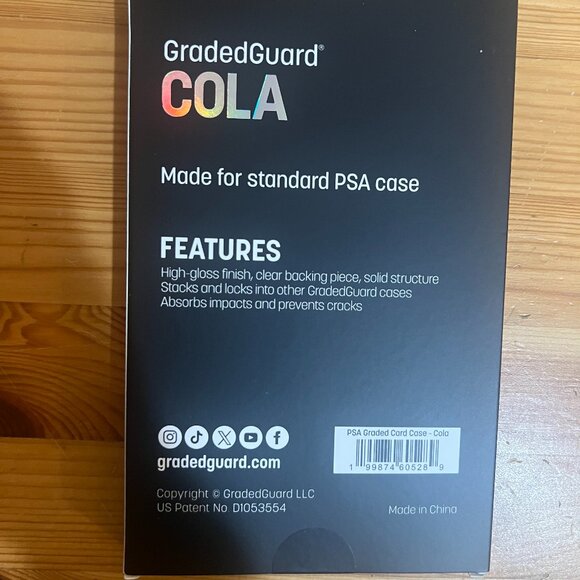 GradedGuard®
COLA
Made for standard PSA case
FEATURES
High-gloss finish, clear backing piece, solid structure
Stacks and locks into other GradedGuard cases
Absorbs impacts and prevents cracks
gradedguard.com
PSA Graded Card Case - Cola
1 99874 60528 9
Copyright © GradedGuard LLC
US Patent No. D1053554
Made in China